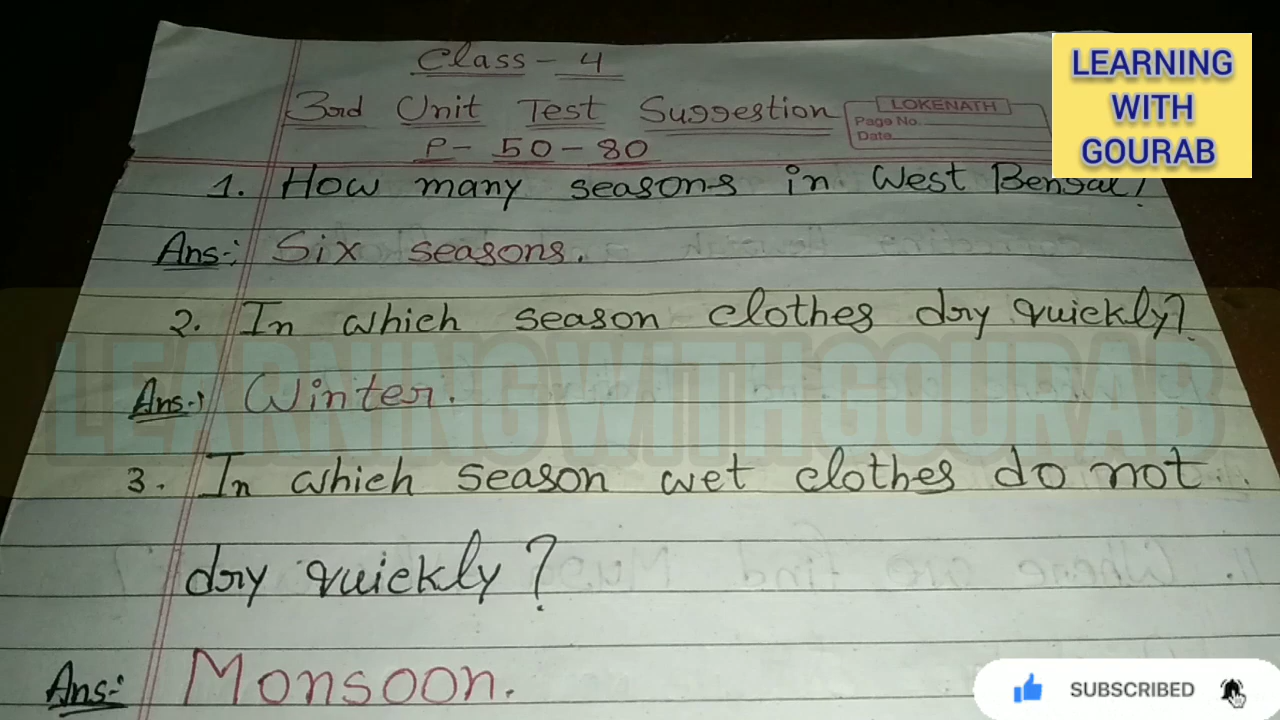 Class - 4
3rd Unit Test Suggestion
P - 50 - 80
LOKENATH
Page No.
Date
LEARNING
WITH
GOURAB
1. How many seasons in West Bengal?
Ans:- Six seasons.
2. In which season clothes dry quickly?
Ans:- Winter.
LEARNINGWITHGOURAB
3. In which season wet clothes do not
dry quickly?
Ans:- Monsoon.
SUBSCRIBED